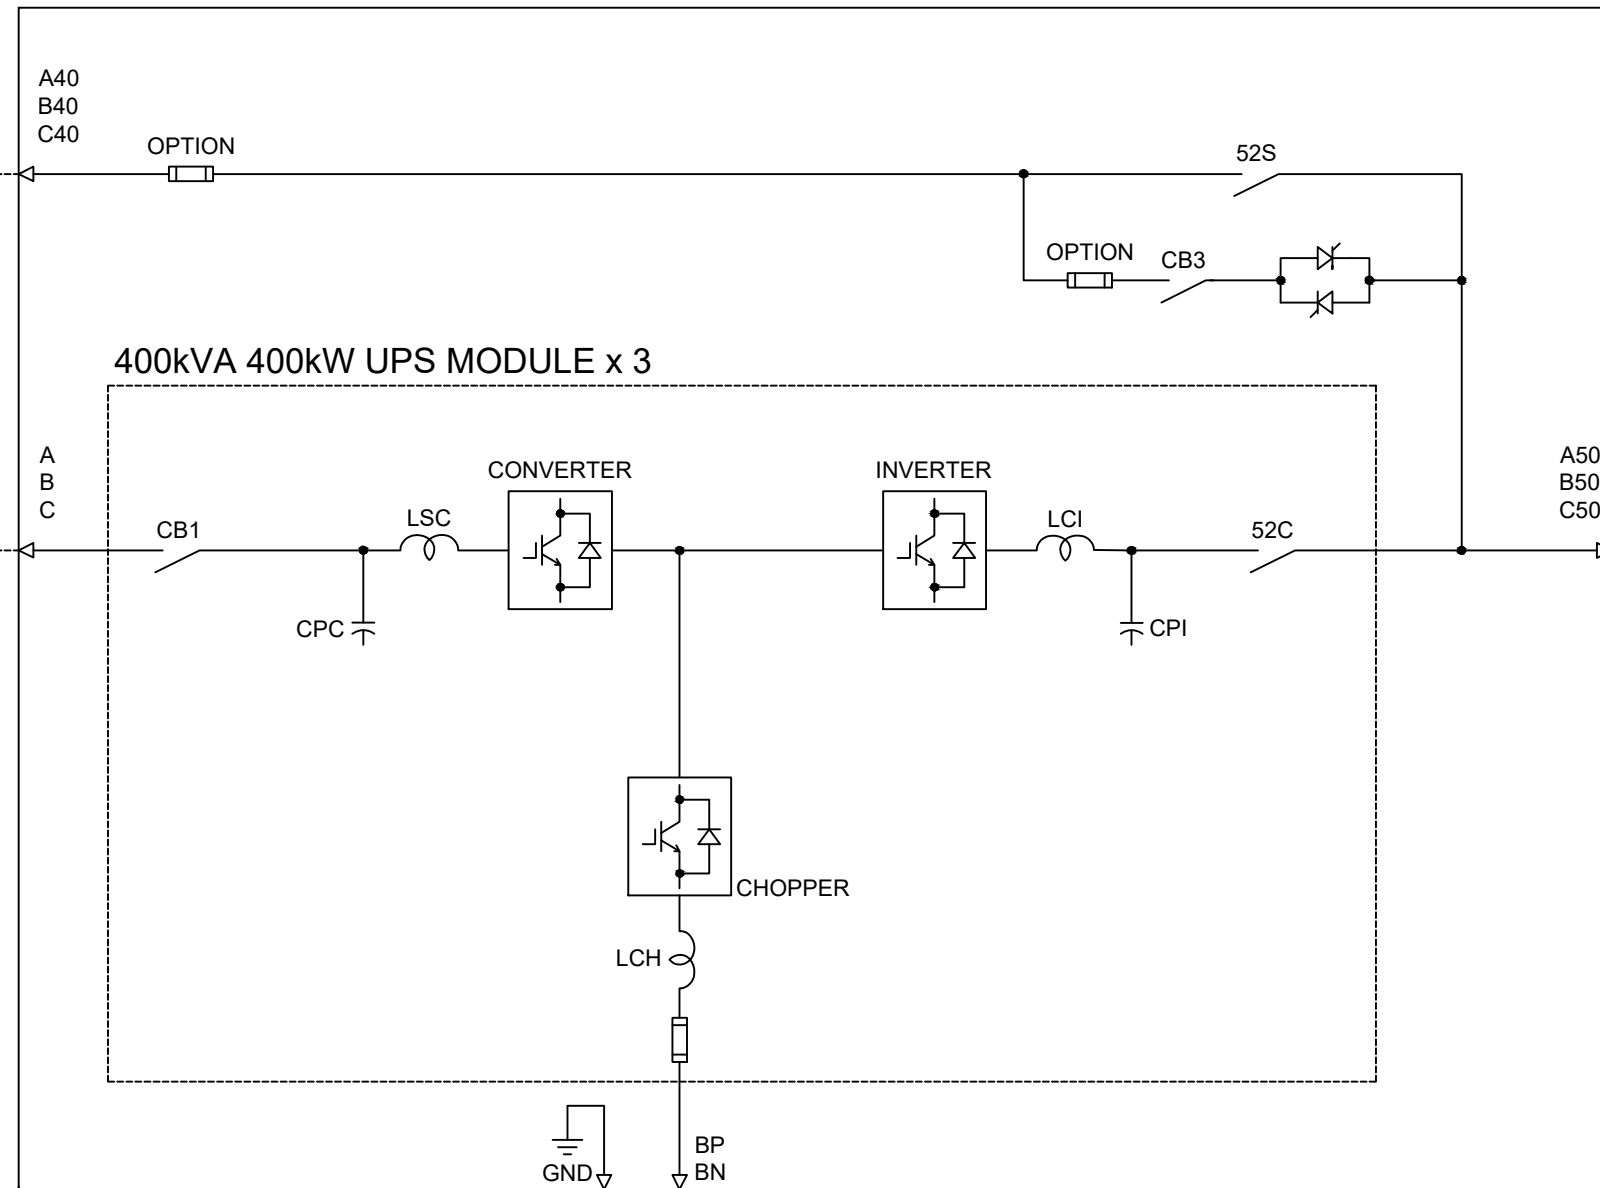 A40
B40
C40
OPTION
52S
OPTION
CB3
400kVA 400kW UPS MODULE x 3
A
B
C
CB1
LSC
CONVERTER
INVERTER
LCI
52C
A50
B50
C50
CPC
CPI
CHOPPER
LCH
GND
BP
BN